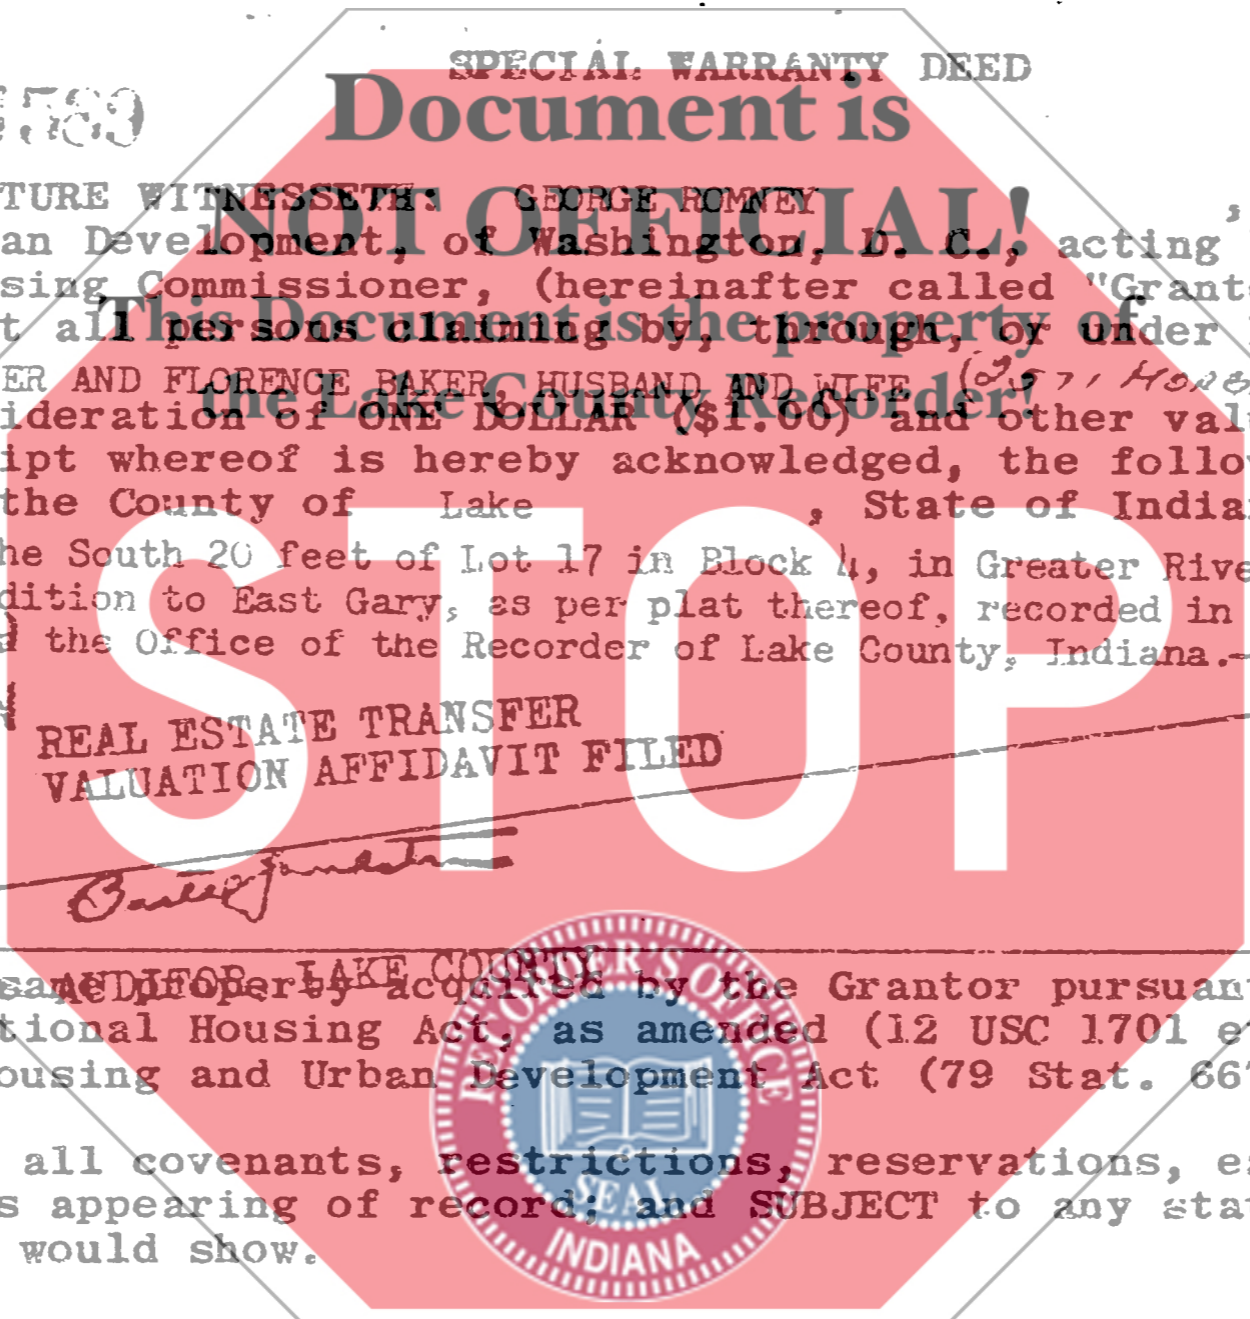 SPECIAL WARRANTY DEED
Document is
TURE WITNESSETH: GEORGE ROMNEY ,
NOT OFFICIAL!
an Development, of Washington, D. C., acting
sing Commissioner, (hereinafter called "Grant
This Document is the property of
t all persons claiming by, through, or under
ER AND FLORENCE BAKER, HUSBAND AND WIFE
the Lake County Recorder!
ideration of ONE DOLLAR ($1.00) and other val
ipt whereof is hereby acknowledged, the follo
the County of Lake , State of Indian
STOP
he South 20 feet of Lot 17 in Block 4, in Greater Rive
dition to East Gary, as per plat thereof, recorded in
the Office of the Recorder of Lake County, Indiana.—
REAL ESTATE TRANSFER
VALUATION AFFIDAVIT FILED
AUDITOR, LAKE COUNTY
same property acquired by the Grantor pursuant
tional Housing Act, as amended (12 USC 1701 e
ousing and Urban Development Act (79 Stat. 667
RECORDER'S OFFICE
SEAL
INDIANA
all covenants, restrictions, reservations, e
s appearing of record; and SUBJECT to any sta
would show.